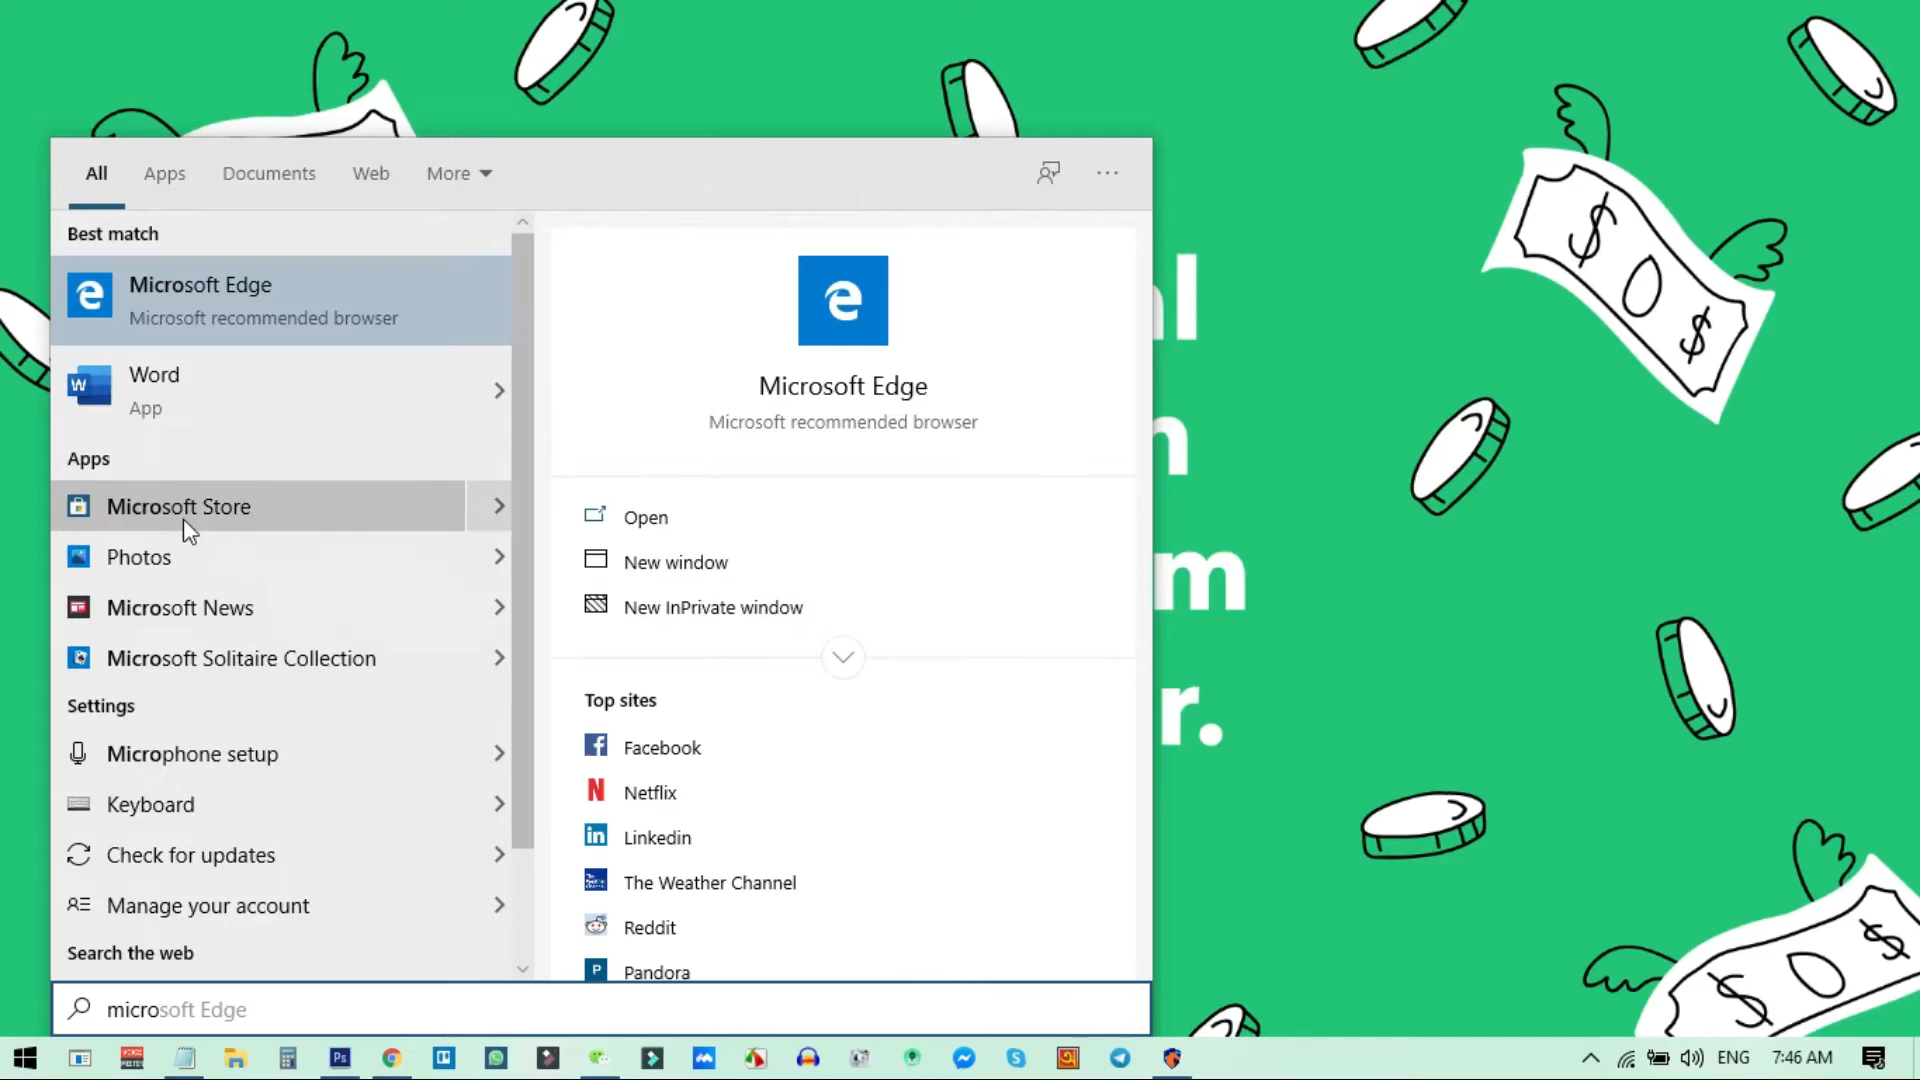 All
Apps
Documents
Web
More
Best match
Microsoft Edge
Microsoft recommended browser
Word
App
Apps
Microsoft Store
Photos
Microsoft News
Microsoft Solitaire Collection
Settings
Microphone setup
Keyboard
Check for updates
Manage your account
Search the web
microsoft Edge
Microsoft Edge
Microsoft recommended browser
Open
New window
New InPrivate window
Top sites
Facebook
Netflix
Linkedin
The Weather Channel
Reddit
Pandora
l
m
r.
$ 0 $
$ 0 $
Ps
ENG
7:46 AM